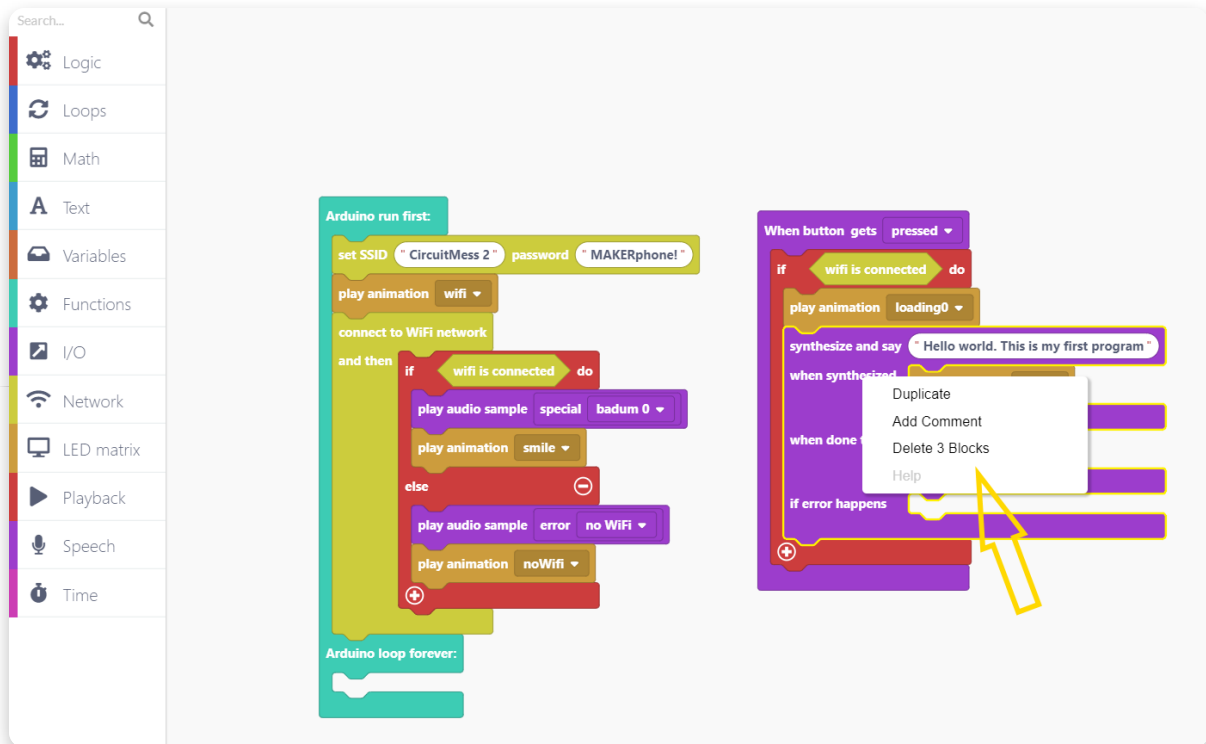 Search...
Logic
Loops
Math
Text
Variables
Functions
I/O
Network
LED matrix
Playback
Speech
Time
Arduino run first:
set SSID " CircuitMess 2 " password " MAKERphone! "
play animation wifi
connect to WiFi network
and then
if wifi is connected do
play audio sample special badum 0
play animation smile
else
play audio sample error no WiFi
play animation noWifi
Arduino loop forever:
When button gets pressed
if wifi is connected do
play animation loading0
synthesize and say " Hello world. This is my first program "
when synthesized
when done
if error happens
Duplicate
Add Comment
Delete 3 Blocks
Help